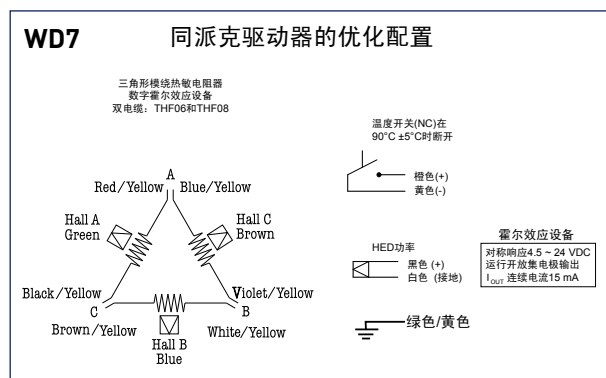 WD7
同派克驱动器的优化配置
三角形模绕热敏电阻器
数字霍尔效应设备
双电缆：THF06和THF08
A
Red/Yellow
Blue/Yellow
Hall A
Green
Hall C
Brown
Black/Yellow
C
Brown/Yellow
Violet/Yellow
B
White/Yellow
Hall B
Blue
温度开关(NC)在
90°C ±5°C时断开
橙色(+)
黄色(-)
HED功率
黑色 (+)
白色 (接地)
霍尔效应设备
对称响应4.5 ~ 24 VDC
运行开放集电极输出
I OUT 连续电流15 mA
绿色/黄色